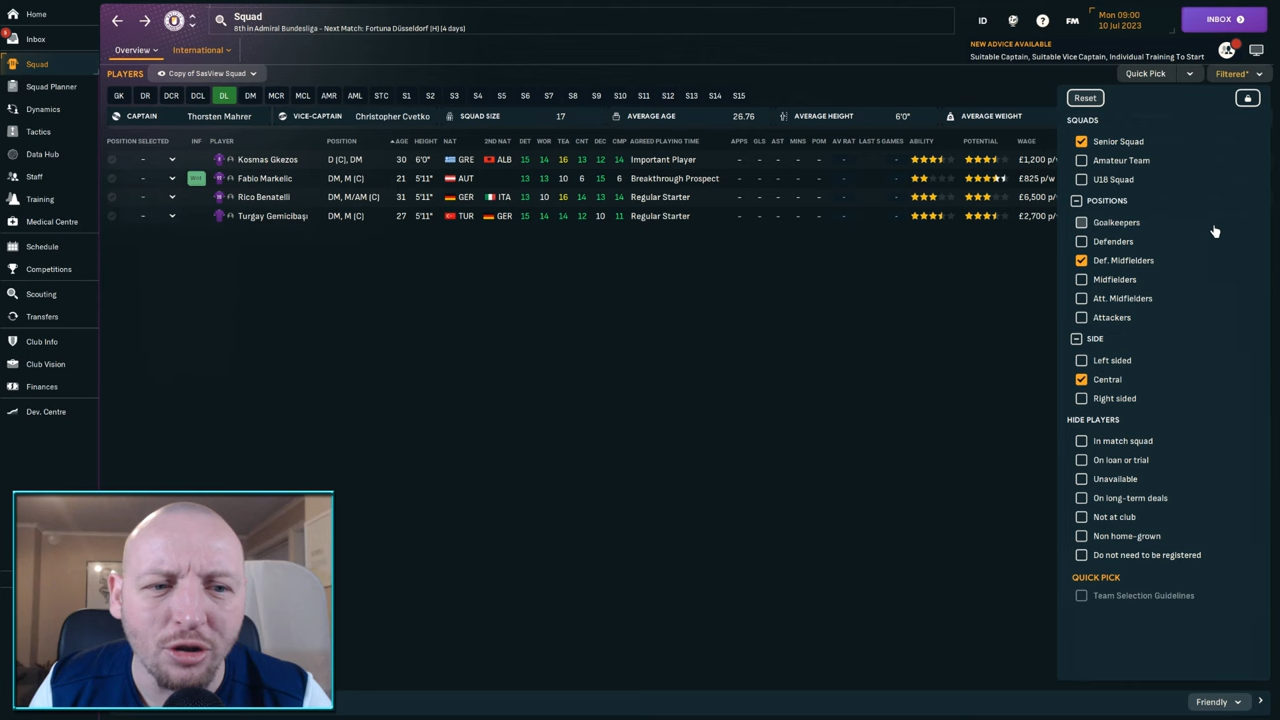 Home
Squad
8th in Admiral Bundesliga - Next Match: Fortuna Düsseldorf (H) (4 days)
ID
FM
Mon 09:00
10 Jul 2023
INBOX
Inbox
Overview
International
NEW ADVICE AVAILABLE
Suitable Captain, Suitable Vice Captain, Individual Training To Start
Squad
PLAYERS
Copy of SasView Squad
Quick Pick
Filtered*
Squad Planner
GK DR DCR DCL DL DM MCR MCL AMR AML STC S1 S2 S3 S4 S5 S6 S7 S8 S9 S10 S11 S12 S13 S14 S15
Reset
Dynamics
CAPTAIN Thorsten Mahrer VICE-CAPTAIN Christopher Cvetko SQUAD SIZE 17 AVERAGE AGE 26.76 AVERAGE HEIGHT 6'0" AVERAGE WEIGHT
SQUADS
Tactics
POSITION SELECTED INF PLAYER POSITION AGE HEIGHT NAT 2ND NAT DET WOR TEA CNT DEC CMP AGREED PLAYING TIME APPS GLS AST MINS POM AV RAT LAST 5 GAMES ABILITY POTENTIAL WAGE
Senior Squad
Data Hub
- Kosmas Gkezos D (C), DM 30 6'0" GRE ALB 15 14 16 13 12 14 Important Player - - - - - - - £1,200 p/w
Amateur Team
Staff
- Wnt Fabio Markelic DM, M (C) 21 5'11" AUT 13 13 10 6 15 6 Breakthrough Prospect - - - - - - - £825 p/w
U18 Squad
Training
- Rico Benatelli DM, M/AM (C) 31 5'11" GER ITA 13 10 16 14 13 14 Regular Starter - - - - - - - £6,500 p/
POSITIONS
Medical Centre
- Turgay Gemicibaşı DM, M (C) 27 5'11" TUR GER 15 14 14 12 10 11 Regular Starter - - - - - - - £2,700 p/
Goalkeepers
Defenders
Schedule
Def. Midfielders
Competitions
Midfielders
Scouting
Att. Midfielders
Transfers
Attackers
Club Info
SIDE
Club Vision
Left sided
Finances
Central
Right sided
Dev. Centre
HIDE PLAYERS
In match squad
On loan or trial
Unavailable
On long-term deals
Not at club
Non home-grown
Do not need to be registered
QUICK PICK
Team Selection Guidelines
Friendly